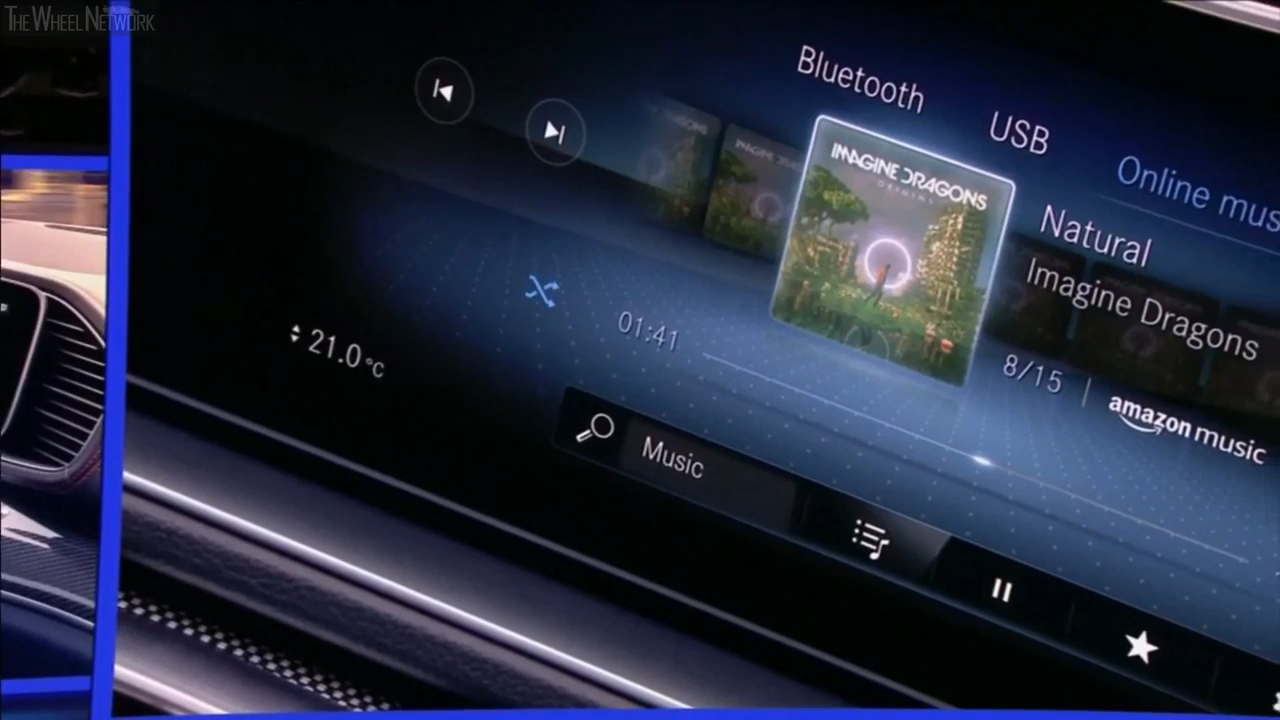 THEWHEELNETWORK
Bluetooth
USB
Online mus
IMAGINE DRAGONS
ORIGINS
Natural
Imagine Dragons
01:41
8/15 | amazon music
21.0°C
Music